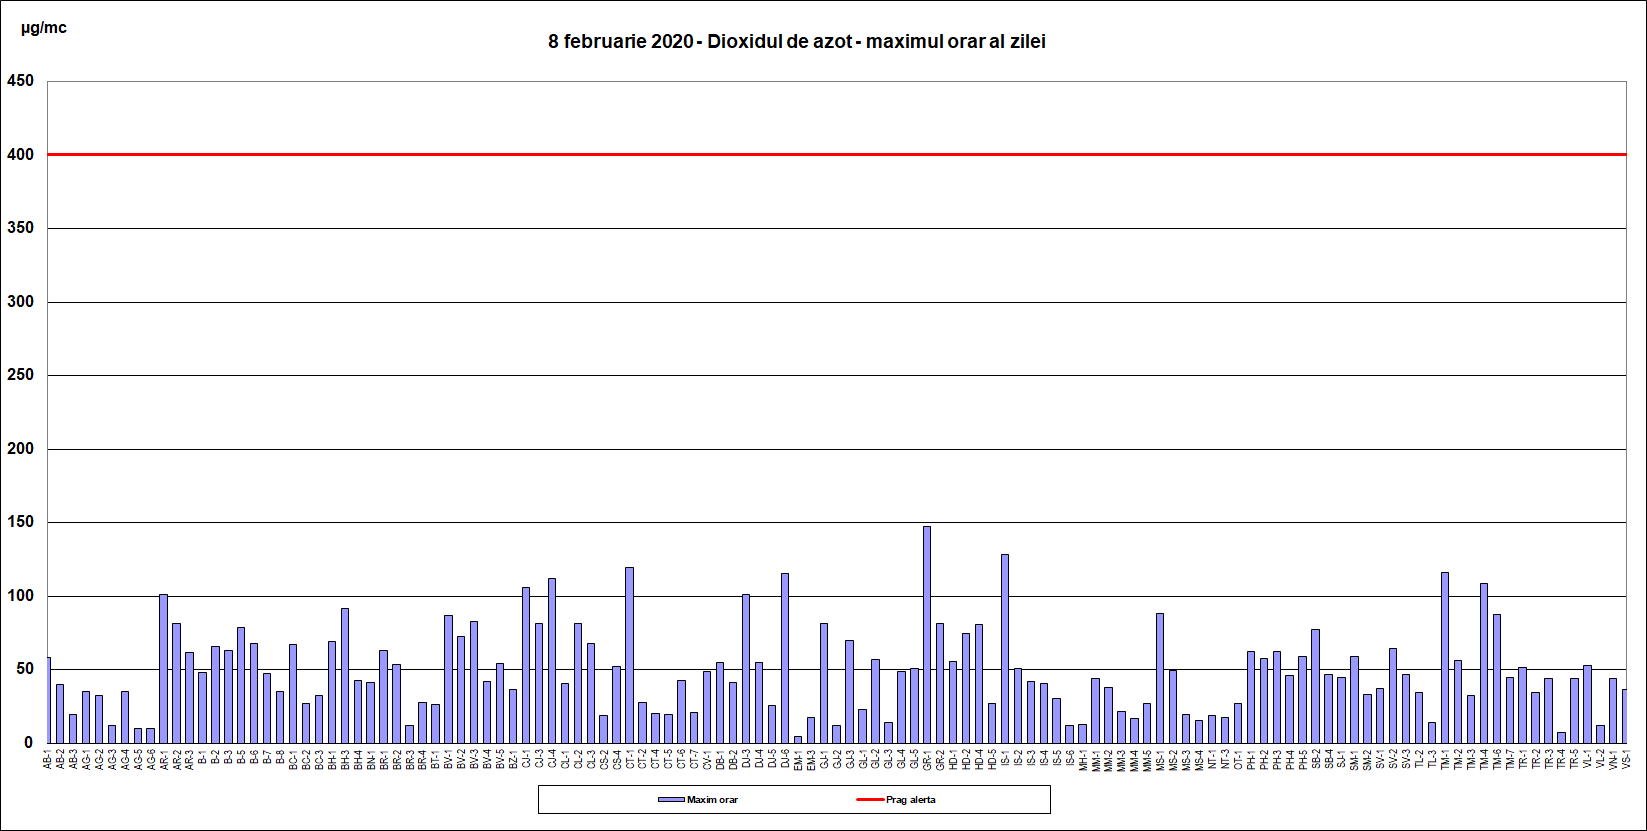 µg/mc
8 februarie 2020 - Dioxidul de azot - maximul orar al zilei
450
400
350
300
250
200
150
100
50
0
AB-1 AB-2 AB-3 AG-1 AG-2 AG-3 AG-4 AG-5 AG-6 AR-1 AR-2 AR-3 B-1 B-2 B-3 B-5 B-6 B-7 B-8 BC-1 BC-2 BC-3 BH-1 BH-3 BH-4 BN-1 BR-1 BR-2 BR-3 BR-4 BT-1 BV-1 BV-2 BV-3 BV-4 BV-5 BZ-1 CJ-1 CJ-3 CJ-4 CL-1 CL-2 CL-3 CS-2 CS-4 CT-1 CT-2 CT-4 CT-5 CT-6 CT-7 CV-1 DB-1 DB-2 DJ-3 DJ-4 DJ-5 DJ-6 EM-1 EM-3 GJ-1 GJ-2 GJ-3 GL-1 GL-2 GL-3 GL-4 GL-5 GR-1 GR-2 HD-1 HD-2 HD-4 HD-5 IS-1 IS-2 IS-3 IS-4 IS-5 IS-6 MH-1 MM-1 MM-2 MM-3 MM-4 MM-5 MS-1 MS-2 MS-3 MS-4 NT-1 NT-3 OT-1 PH-1 PH-2 PH-3 PH-4 PH-5 SB-2 SB-4 SJ-1 SM-1 SM-2 SV-1 SV-2 SV-3 TL-2 TL-3 TM-1 TM-2 TM-3 TM-4 TM-6 TM-7 TR-1 TR-2 TR-3 TR-4 TR-5 VL-1 VL-2 VN-1 VS-1
Maxim orar Prag alerta